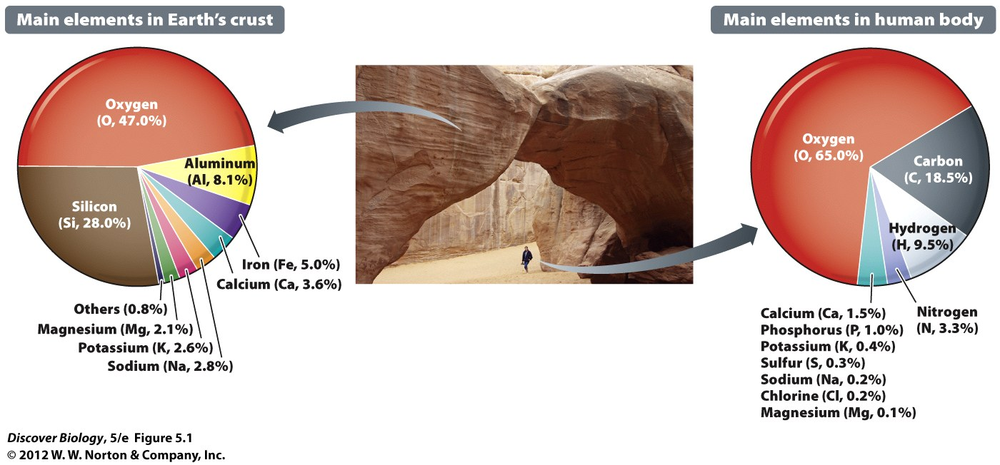 Main elements in Earth's crust
Oxygen
(O, 47.0%)
Aluminum
(Al, 8.1%)
Silicon
(Si, 28.0%)
Iron (Fe, 5.0%)
Calcium (Ca, 3.6%)
Others (0.8%)
Magnesium (Mg, 2.1%)
Potassium (K, 2.6%)
Sodium (Na, 2.8%)
Main elements in human body
Oxygen
(O, 65.0%)
Carbon
(C, 18.5%)
Hydrogen
(H, 9.5%)
Nitrogen
(N, 3.3%)
Calcium (Ca, 1.5%)
Phosphorus (P, 1.0%)
Potassium (K, 0.4%)
Sulfur (S, 0.3%)
Sodium (Na, 0.2%)
Chlorine (Cl, 0.2%)
Magnesium (Mg, 0.1%)
Discover Biology, 5/e Figure 5.1
© 2012 W. W. Norton & Company, Inc.